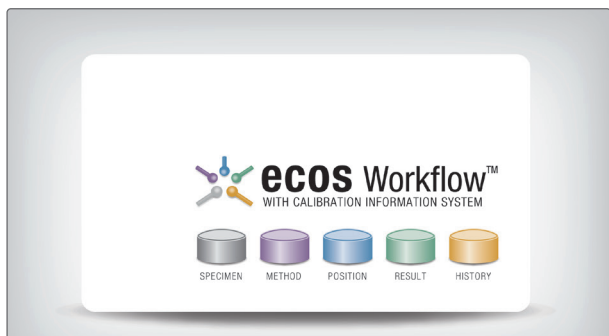 ecos Workflow™
WITH CALIBRATION INFORMATION SYSTEM
SPECIMEN METHOD POSITION RESULT HISTORY